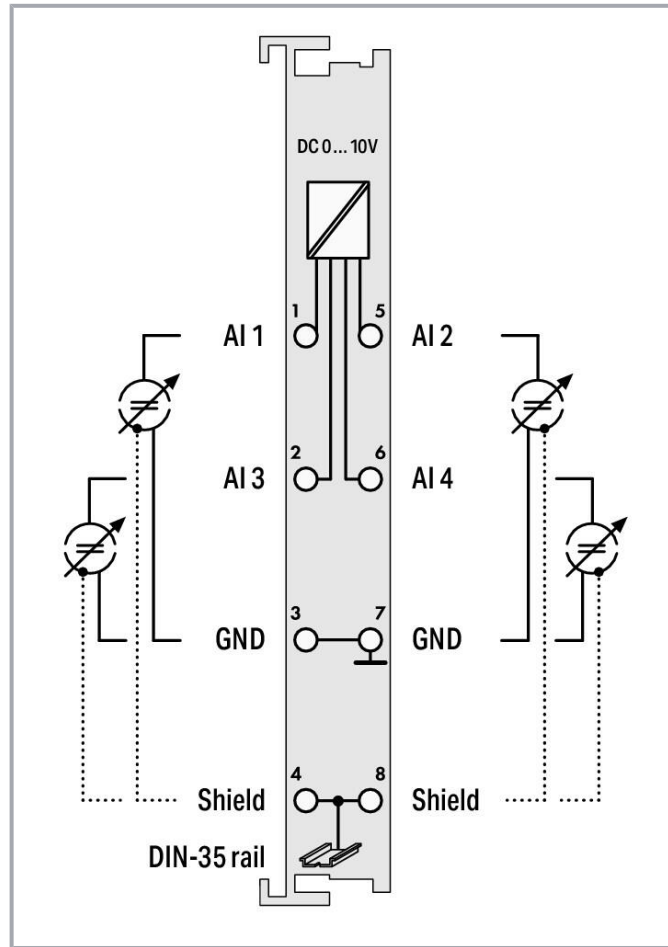 DC 0... 10V
1 5
AI 1 AI 2
2 6
AI 3 AI 4
3 7
GND GND
4 8
Shield Shield
DIN-35 rail